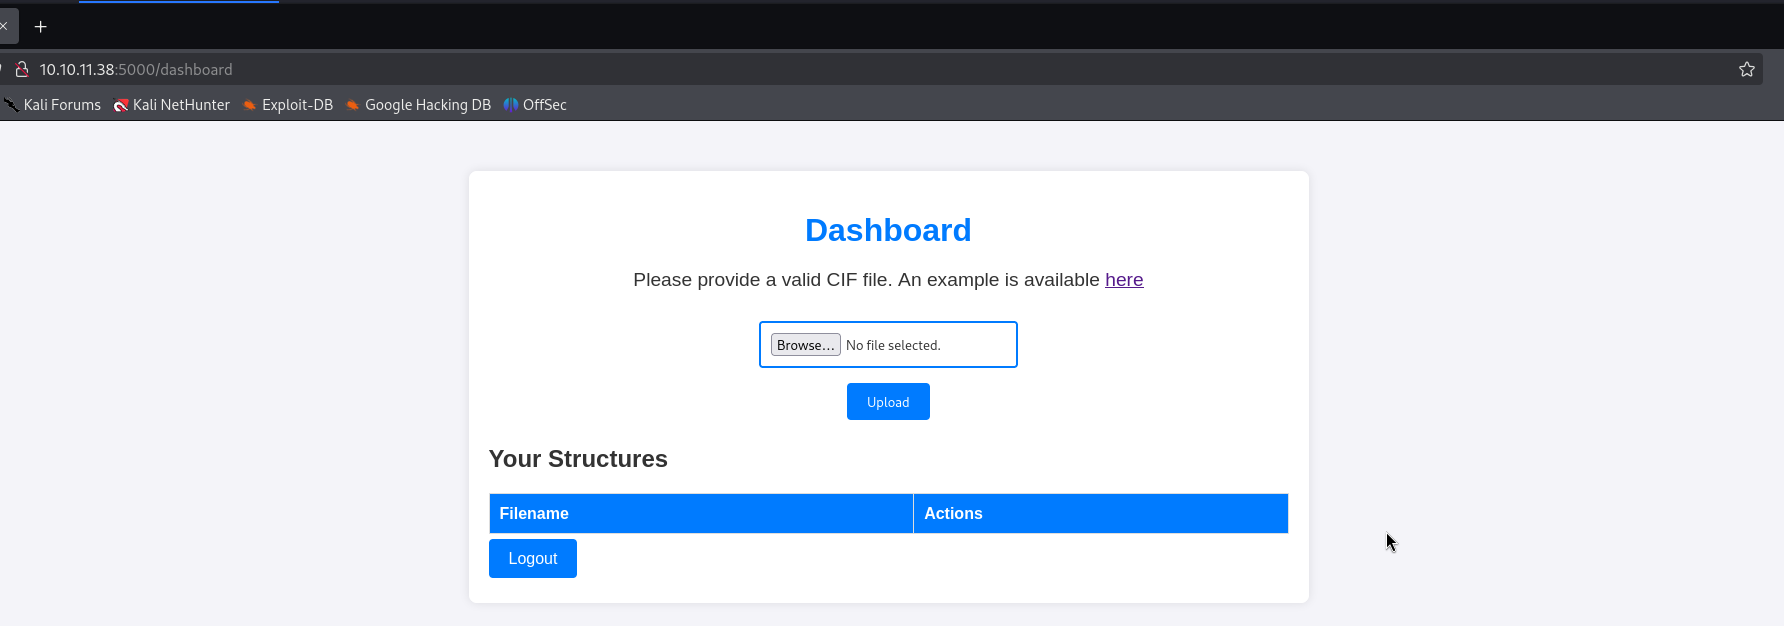 10.10.11.38:5000/dashboard
Kali Forums Kali NetHunter Exploit-DB Google Hacking DB OffSec
Dashboard
Please provide a valid CIF file. An example is available here
Browse... No file selected.
Upload
Your Structures
Filename Actions
Logout